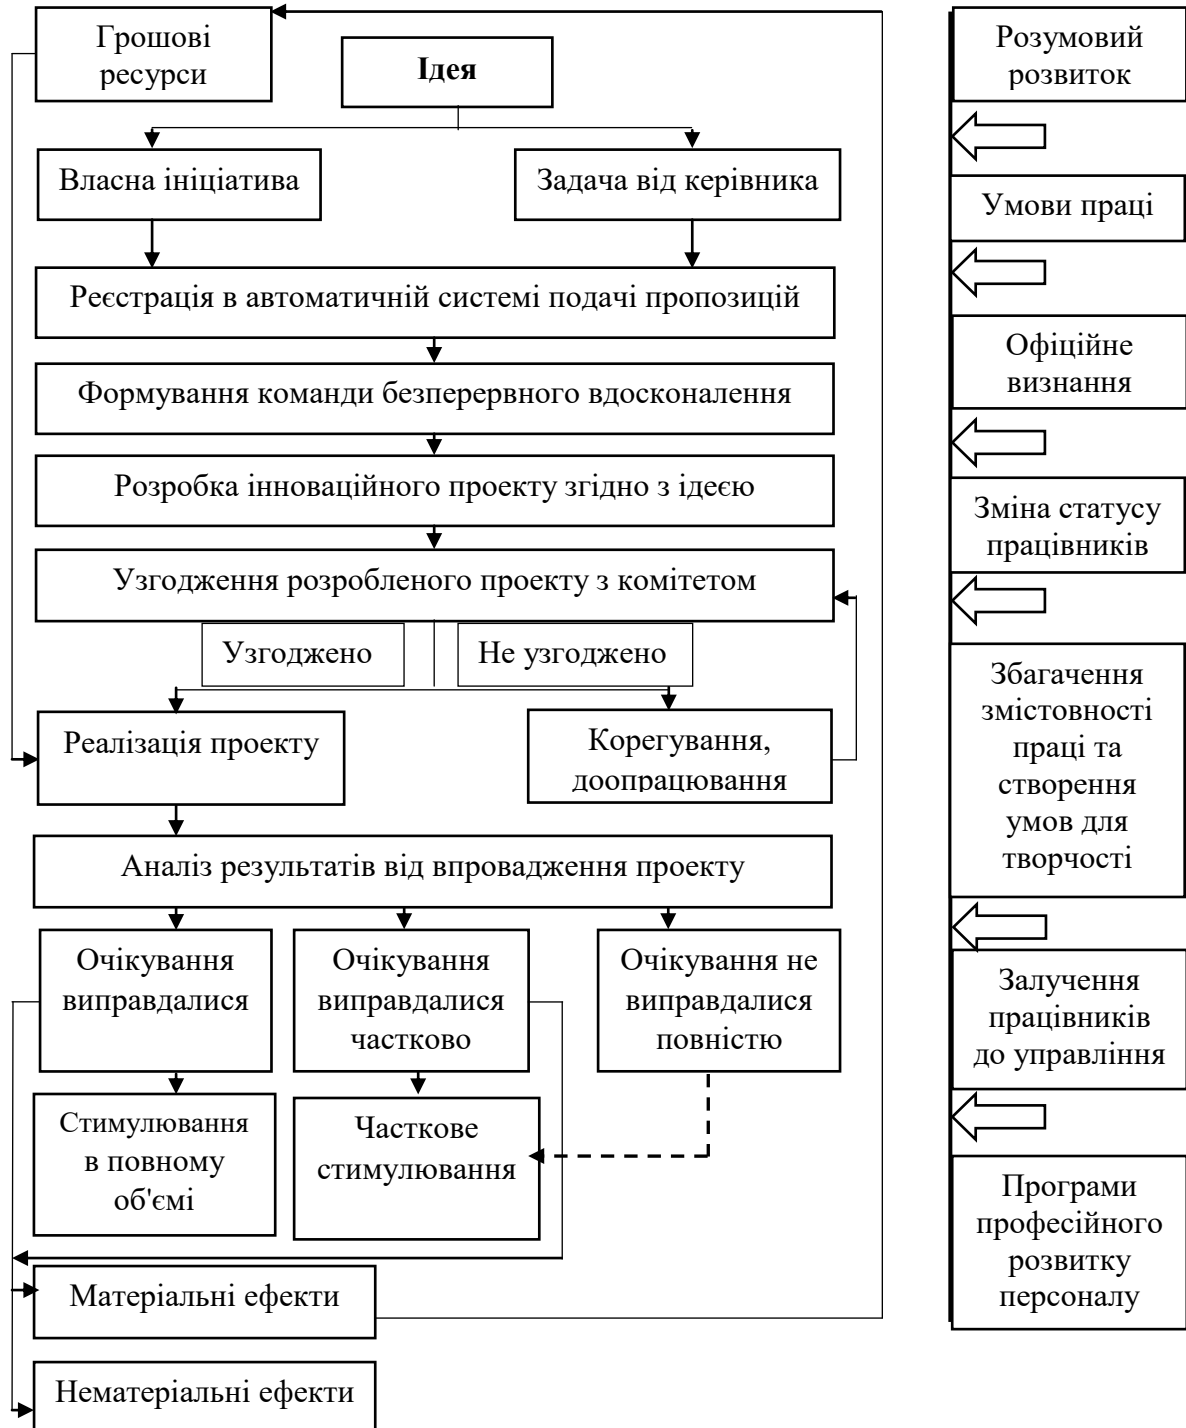 Грошові
ресурси
Ідея
Власна ініціатива
Задача від керівника
Реєстрація в автоматичній системі подачі пропозицій
Формування команди безперервного вдосконалення
Розробка інноваційного проекту згідно з ідеєю
Узгодження розробленого проекту з комітетом
Узгоджено
Не узгоджено
Реалізація проекту
Корегування,
доопрацювання
Аналіз результатів від впровадження проекту
Очікування
виправдалися
Очікування
виправдалися
частково
Очікування не
виправдалися
повністю
Стимулювання
в повному
об'ємі
Часткове
стимулювання
Матеріальні ефекти
Нематеріальні ефекти
Розумовий
розвиток
Умови праці
Офіційне
визнання
Зміна статусу
працівників
Збагачення
змістовності
праці та
створення
умов для
творчості
Залучення
працівників
до управління
Програми
професійного
розвитку
персоналу